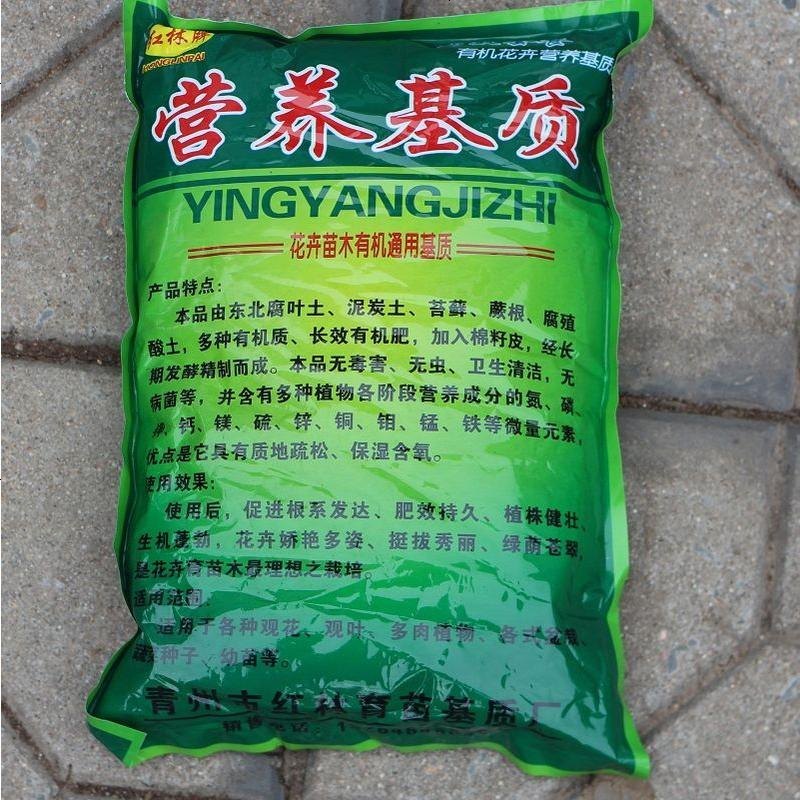 红林牌
HONGLINPAI
有机花卉营养基质
营养基质
YINGYANGJIZHI
花卉苗木有机通用基质
产品特点：
本品由东北腐叶土、泥炭土、苔藓、蕨根、腐殖
酸土，多种有机质、长效有机肥，加入棉籽皮，经长
期发酵精制而成。本品无毒害、无虫、卫生清洁，无
病菌等，并含有多种植物各阶段营养成分的氮、磷、
钙、镁、硫、锌、铜、钼、锰、铁等微量元素，
优点是它具有质地疏松、保湿含氧。
使用效果：
使用后，促进根系发达、肥效持久、植株健壮、
生机蓬勃，花卉娇艳多姿、挺拔秀丽、绿荫苍翠，
是花卉育苗木最理想之栽培。
适用范围：
适用于各种观花、观叶、多肉植物、各式盆栽、
蔬菜种子、幼苗等。
青州市红林育苗基质厂
销售电话：